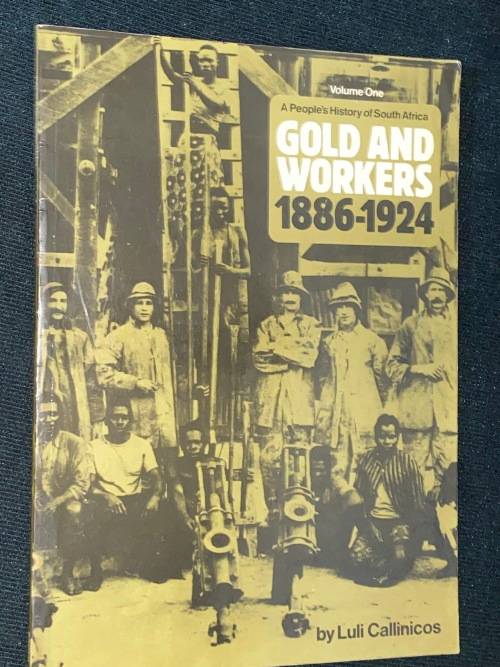 Volume One
A People's History of South Africa
GOLD AND
WORKERS
1886-1924
by Luli Callinicos